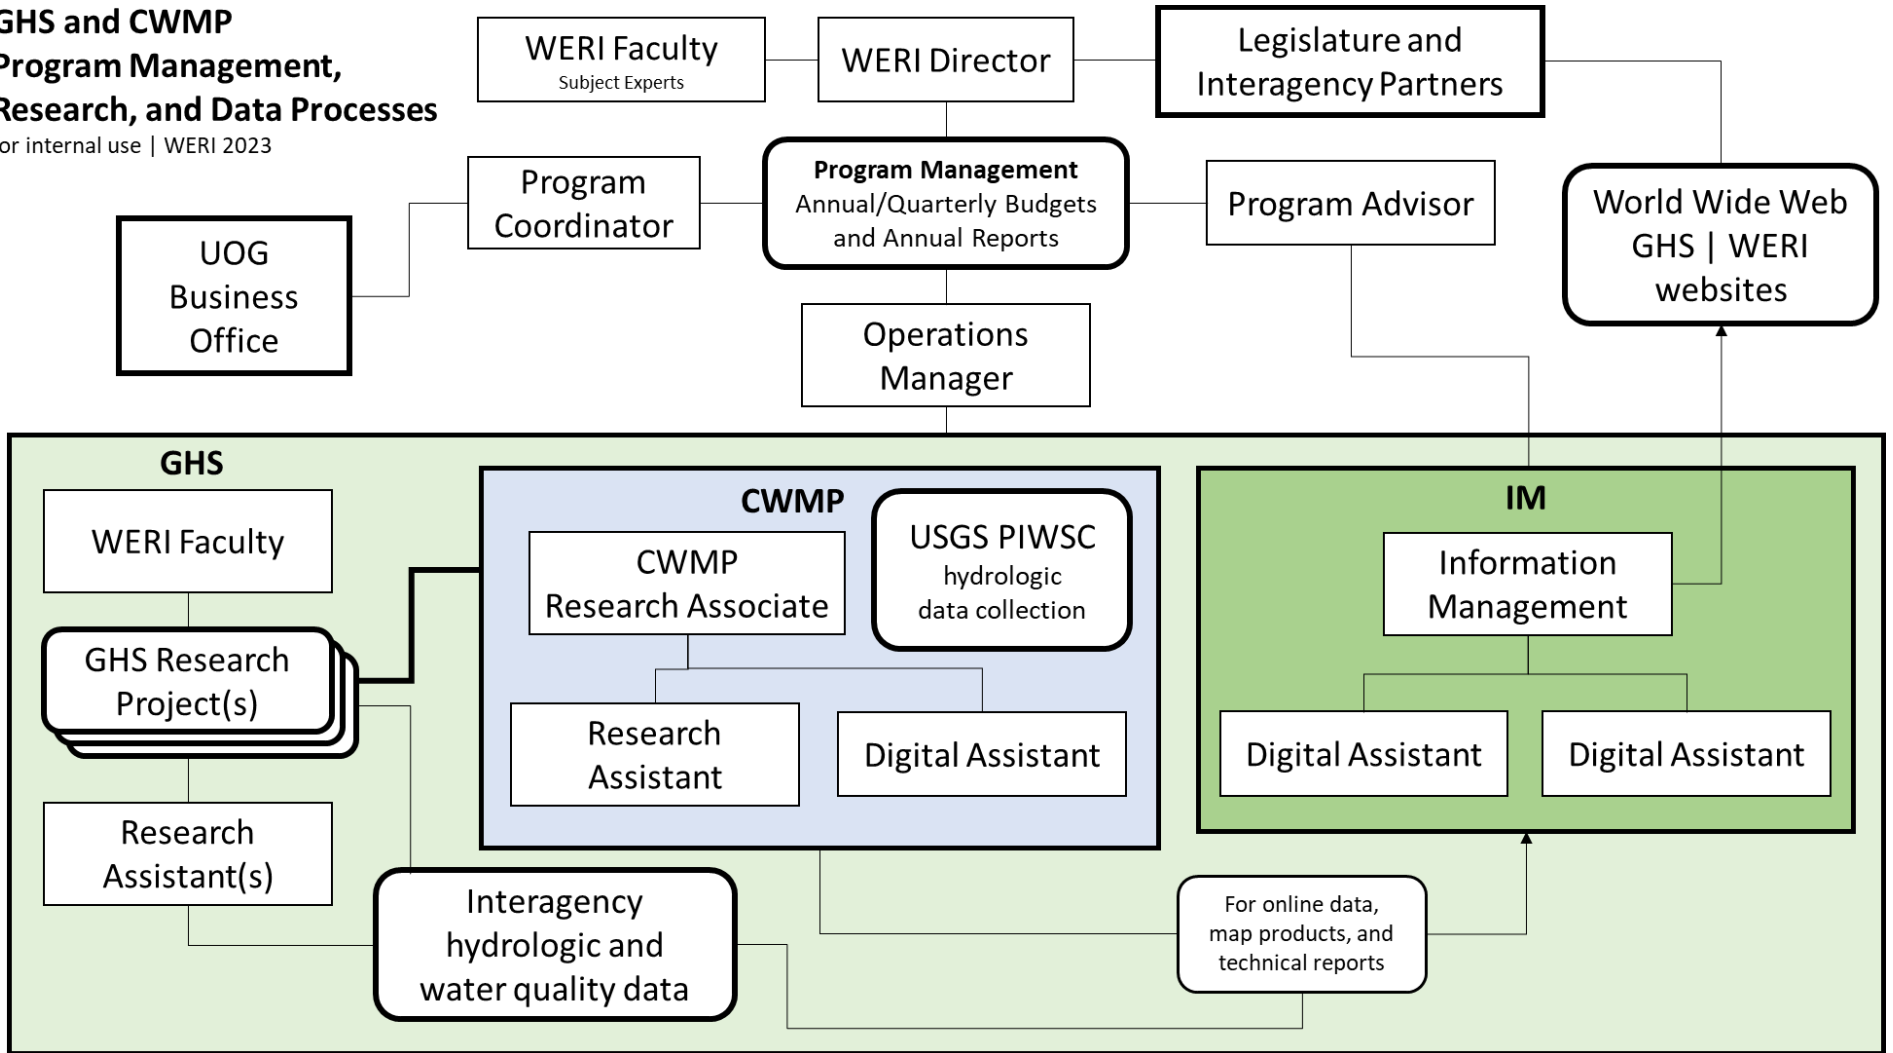 GHS and CWMP
Program Management,
Research, and Data Processes
or internal use | WERI 2023
WERI Faculty
Subject Experts
WERI Director
Legislature and
Interagency Partners
Program
Coordinator
Program Management
Annual/Quarterly Budgets
and Annual Reports
Program Advisor
World Wide Web
GHS | WERI
websites
UOG
Business
Office
Operations
Manager
GHS
WERI Faculty
GHS Research
Project(s)
Research
Assistant(s)
CWMP
CWMP
Research Associate
USGS PIWSC
hydrologic
data collection
Research
Assistant
Digital Assistant
IM
Information
Management
Digital Assistant
Digital Assistant
Interagency
hydrologic and
water quality data
For online data,
map products, and
technical reports